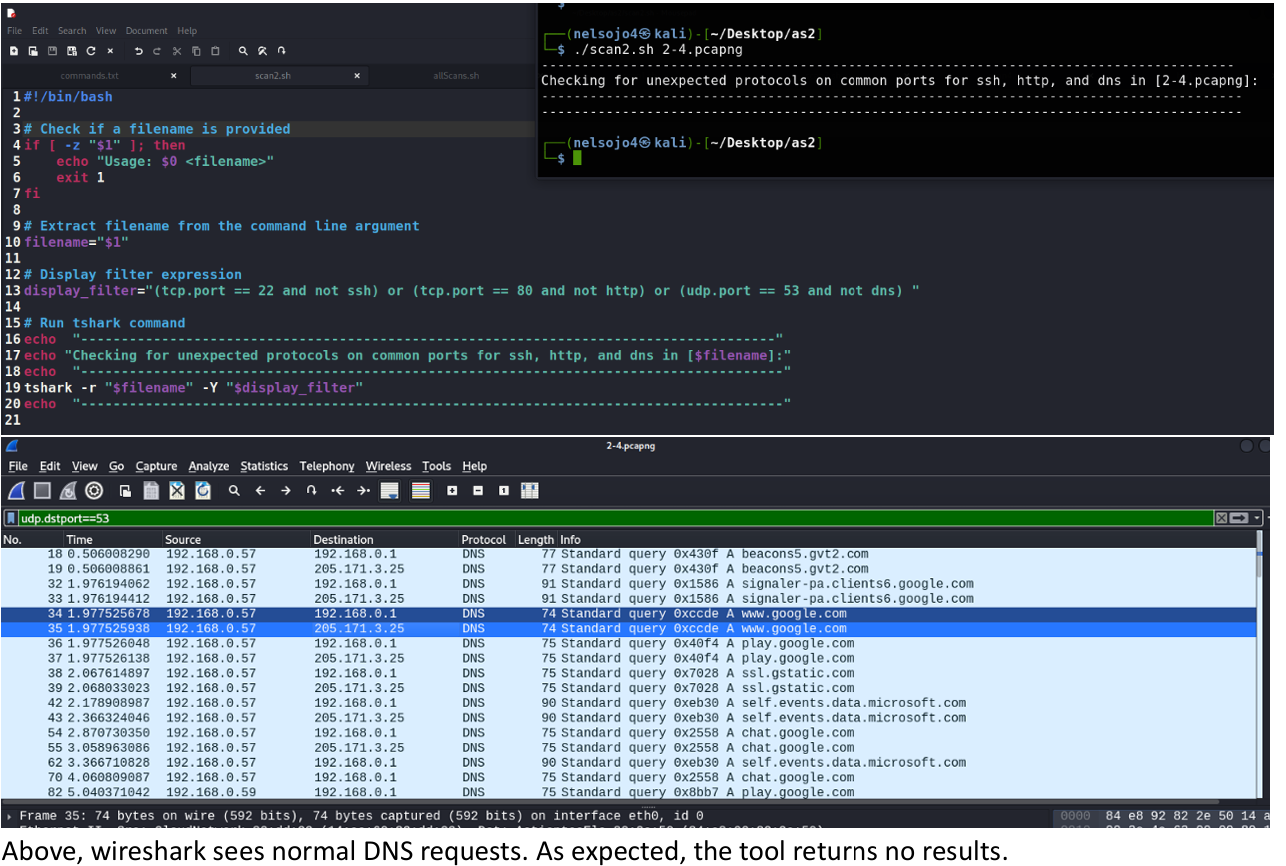 File Edit Search View Document Help
commands.txt × scan2.sh × allScans.sh
1 #!/bin/bash
2
3 # Check if a filename is provided
4 if [ -z "$1" ]; then
5     echo "Usage: $0 <filename>"
6     exit 1
7 fi
8
9 # Extract filename from the command line argument
10 filename="$1"
11
12 # Display filter expression
13 display_filter="(tcp.port == 22 and not ssh) or (tcp.port == 80 and not http) or (udp.port == 53 and not dns) "
14
15 # Run tshark command
16 echo  "--------------------------------------------------------------------------------------"
17 echo "Checking for unexpected protocols on common ports for ssh, http, and dns in [$filename]:"
18 echo  "---------------------------------------------------------------------------------------"
19 tshark -r "$filename" -Y "$display_filter"
20 echo  "---------------------------------------------------------------------------------------"
21
$
(nelsojo4㉿kali)-[~/Desktop/as2]
$ ./scan2.sh 2-4.pcapng
--------------------------------------------------------------------------------------
Checking for unexpected protocols on common ports for ssh, http, and dns in [2-4.pcapng]:
---------------------------------------------------------------------------------------
---------------------------------------------------------------------------------------
(nelsojo4㉿kali)-[~/Desktop/as2]
$
2-4.pcapng
File Edit View Go Capture Analyze Statistics Telephony Wireless Tools Help
udp.dstport==53
No. Time Source Destination Protocol Length Info
18 0.506008290 192.168.0.57 192.168.0.1 DNS 77 Standard query 0x430f A beacons5.gvt2.com
19 0.506008861 192.168.0.57 205.171.3.25 DNS 77 Standard query 0x430f A beacons5.gvt2.com
32 1.976194062 192.168.0.57 192.168.0.1 DNS 91 Standard query 0x1586 A signaler-pa.clients6.google.com
33 1.976194412 192.168.0.57 205.171.3.25 DNS 91 Standard query 0x1586 A signaler-pa.clients6.google.com
34 1.977525678 192.168.0.57 192.168.0.1 DNS 74 Standard query 0xccde A www.google.com
35 1.977525938 192.168.0.57 205.171.3.25 DNS 74 Standard query 0xccde A www.google.com
36 1.977526048 192.168.0.57 192.168.0.1 DNS 75 Standard query 0x40f4 A play.google.com
37 1.977526138 192.168.0.57 205.171.3.25 DNS 75 Standard query 0x40f4 A play.google.com
38 2.067614897 192.168.0.57 192.168.0.1 DNS 75 Standard query 0x7028 A ssl.gstatic.com
39 2.068033023 192.168.0.57 205.171.3.25 DNS 75 Standard query 0x7028 A ssl.gstatic.com
42 2.178908987 192.168.0.57 192.168.0.1 DNS 90 Standard query 0xeb30 A self.events.data.microsoft.com
43 2.366324046 192.168.0.57 205.171.3.25 DNS 90 Standard query 0xeb30 A self.events.data.microsoft.com
54 2.870730350 192.168.0.57 192.168.0.1 DNS 75 Standard query 0x2558 A chat.google.com
55 3.058963086 192.168.0.57 205.171.3.25 DNS 75 Standard query 0x2558 A chat.google.com
62 3.366710828 192.168.0.57 192.168.0.1 DNS 90 Standard query 0xeb30 A self.events.data.microsoft.com
70 4.060809087 192.168.0.57 192.168.0.1 DNS 75 Standard query 0x2558 A chat.google.com
82 5.040371042 192.168.0.59 192.168.0.1 DNS 75 Standard query 0x8bb7 A play.google.com
Frame 35: 74 bytes on wire (592 bits), 74 bytes captured (592 bits) on interface eth0, id 0
0000 84 e8 92 82 2e 50 14 a
Above, wireshark sees normal DNS requests. As expected, the tool returns no results.